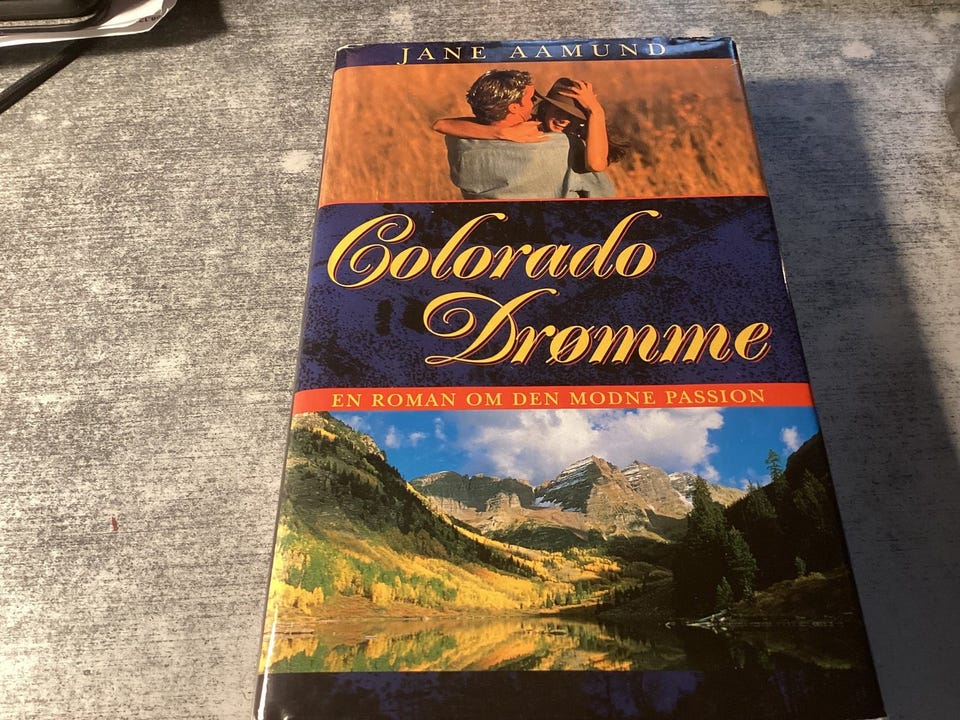 JANE AAMUND
Colorado
Drømme
EN ROMAN OM DEN MODNE PASSION